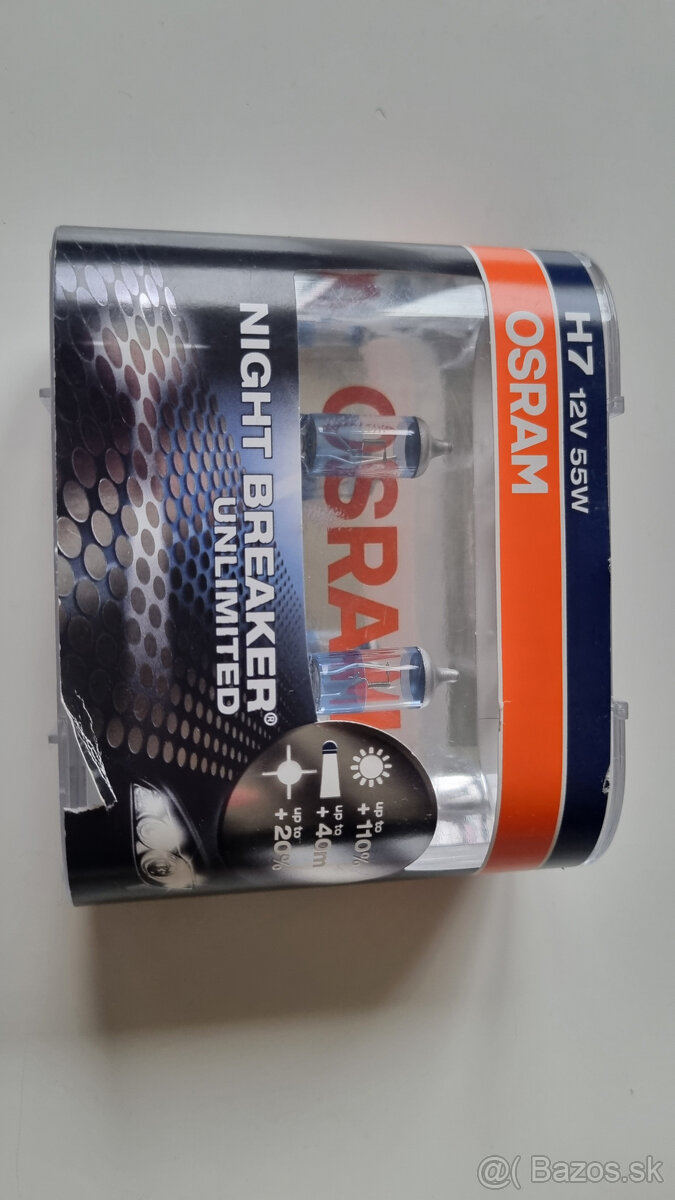 H7 12V 55W
OSRAM
OSRAM
NIGHT BREAKER®
UNLIMITED
up to
+110%
up to
+40m
up to
+20%
@( Bazos.sk